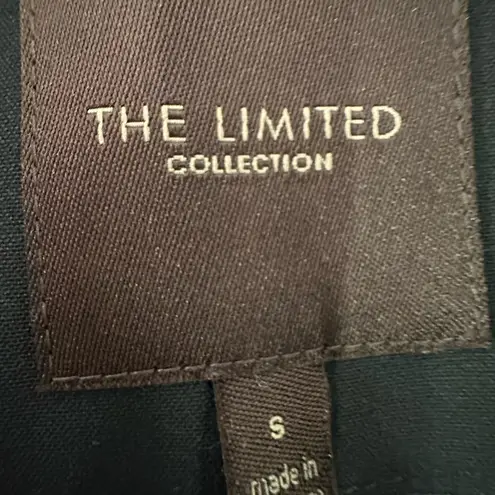 THE LIMITED
COLLECTION
S
made in